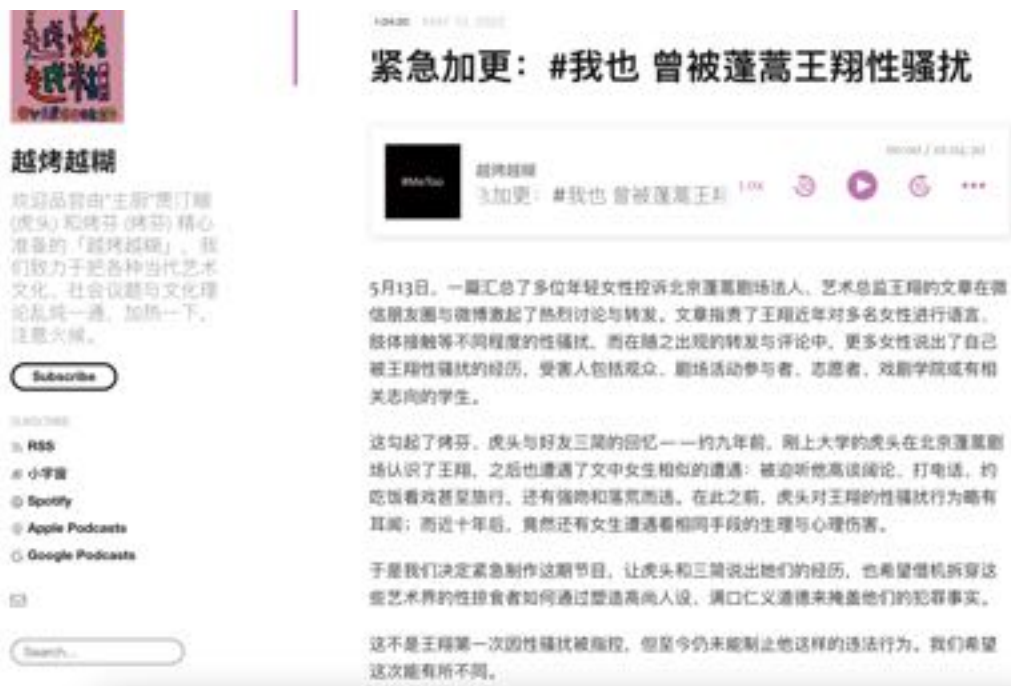 越烤越糊
越烤越糊
欢迎品尝由"主厨"贾汀眼
(虎头) 和烤芬 (烤芬) 精心
准备的「越烤越糊」。我
们致力于把各种当代艺术
文化、社会议题与文化理
论乱炖一通，加热一下。
注意火候。
Subscribe
SUBSCRIBE
RSS
小宇宙
Spotify
Apple Podcasts
Google Podcasts
Search...
紧急加更：#我也 曾被蓬蒿王翔性骚扰
#MeToo
越烤越糊
急加更：#我也 曾被蓬蒿王翔
1.0x
5月13日，一篇汇总了多位年轻女性控诉北京蓬蒿剧场法人、艺术总监王翔的文章在微
信朋友圈与微博激起了热烈讨论与转发。文章指责了王翔近年对多名女性进行语言、
肢体接触等不同程度的性骚扰。而在随之出现的转发与评论中，更多女性说出了自己
被王翔性骚扰的经历，受害人包括观众、剧场活动参与者、志愿者、戏剧学院或有相
关志向的学生。
这勾起了烤芬、虎头与好友三简的回忆——约九年前，刚上大学的虎头在北京蓬蒿剧
场认识了王翔，之后也遭遇了文中女生相似的遭遇：被迫听他高谈阔论、打电话、约
吃饭看戏甚至旅行，还有强吻和落荒而逃。在此之前，虎头对王翔的性骚扰行为略有
耳闻；而近十年后，竟然还有女生遭遇着相同手段的生理与心理伤害。
于是我们决定紧急制作这期节目，让虎头和三简说出她们的经历，也希望借机拆穿这
些艺术界的性掠食者如何通过塑造高尚人设、满口仁义道德来掩盖他们的犯罪事实。
这不是王翔第一次因性骚扰被指控，但至今仍未能制止他这样的违法行为。我们希望
这次能有所不同。